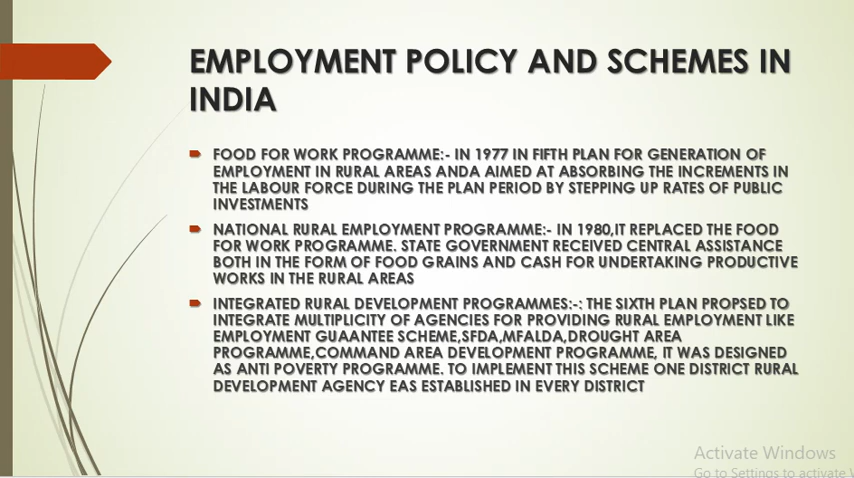 EMPLOYMENT POLICY AND SCHEMES IN
INDIA
FOOD FOR WORK PROGRAMME:- IN 1977 IN FIFTH PLAN FOR GENERATION OF
EMPLOYMENT IN RURAL AREAS ANDA AIMED AT ABSORBING THE INCREMENTS IN
THE LABOUR FORCE DURING THE PLAN PERIOD BY STEPPING UP RATES OF PUBLIC
INVESTMENTS
NATIONAL RURAL EMPLOYMENT PROGRAMME:- IN 1980,IT REPLACED THE FOOD
FOR WORK PROGRAMME. STATE GOVERNMENT RECEIVED CENTRAL ASSISTANCE
BOTH IN THE FORM OF FOOD GRAINS AND CASH FOR UNDERTAKING PRODUCTIVE
WORKS IN THE RURAL AREAS
INTEGRATED RURAL DEVELOPMENT PROGRAMMES:-: THE SIXTH PLAN PROPSED TO
INTEGRATE MULTIPLICITY OF AGENCIES FOR PROVIDING RURAL EMPLOYMENT LIKE
EMPLOYMENT GUAANTEE SCHEME,SFDA,MFALDA,DROUGHT AREA
PROGRAMME,COMMAND AREA DEVELOPMENT PROGRAMME, IT WAS DESIGNED
AS ANTI POVERTY PROGRAMME. TO IMPLEMENT THIS SCHEME ONE DISTRICT RURAL
DEVELOPMENT AGENCY EAS ESTABLISHED IN EVERY DISTRICT
Activate Windows
Go to Settings to activate W